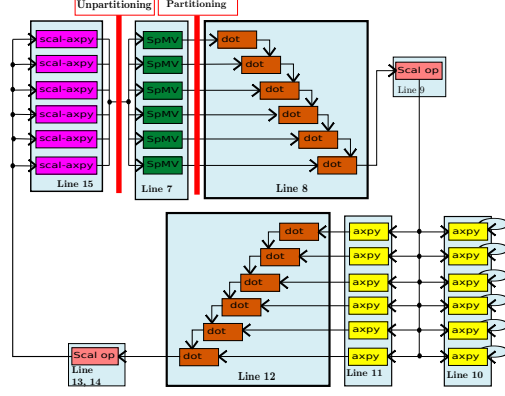 Unpartitioning Partitioning
scal-axpy
scal-axpy
scal-axpy
scal-axpy
scal-axpy
scal-axpy
Line 15
SpMV
SpMV
SpMV
SpMV
SpMV
SpMV
Line 7
dot
dot
dot
dot
dot
dot
Line 8
Scal op
Line 9
dot
dot
dot
dot
dot
dot
Line 12
axpy
axpy
axpy
axpy
axpy
axpy
Line 11
axpy
axpy
axpy
axpy
axpy
axpy
Line 10
Scal op
Line
13, 14